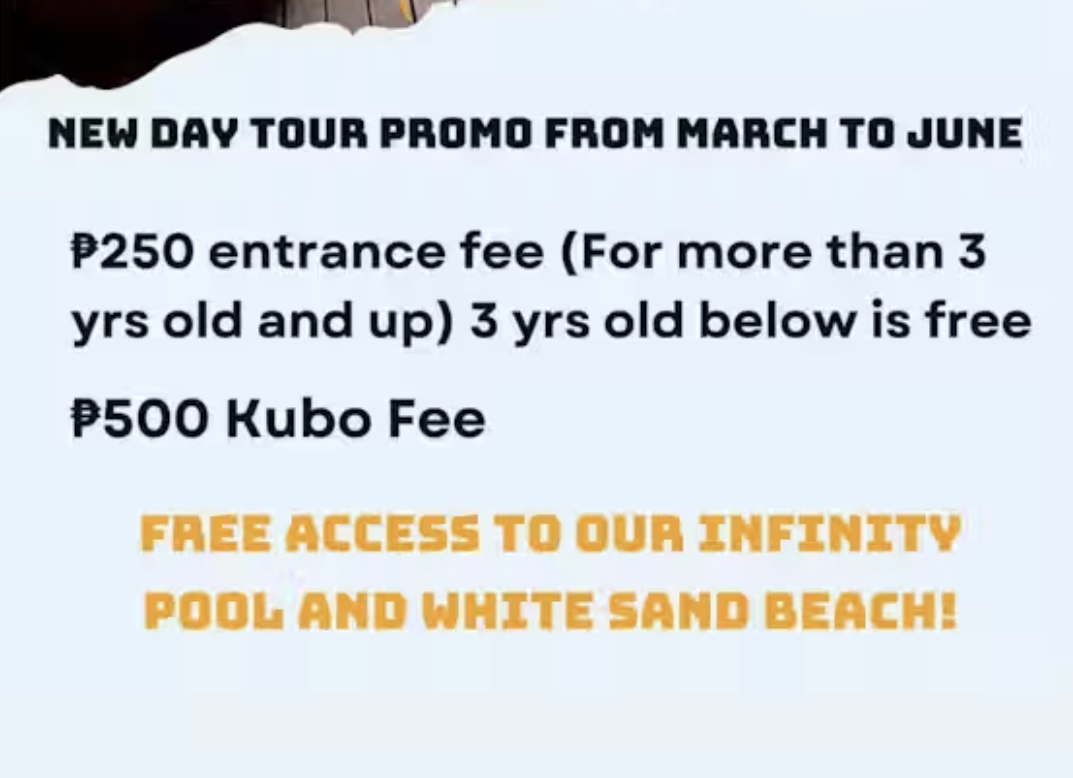 NEW DAY TOUR PROMO FROM MARCH TO JUNE
₱250 entrance fee (For more than 3
yrs old and up) 3 yrs old below is free
₱500 Kubo Fee
FREE ACCESS TO OUR INFINITY
POOL AND WHITE SAND BEACH!